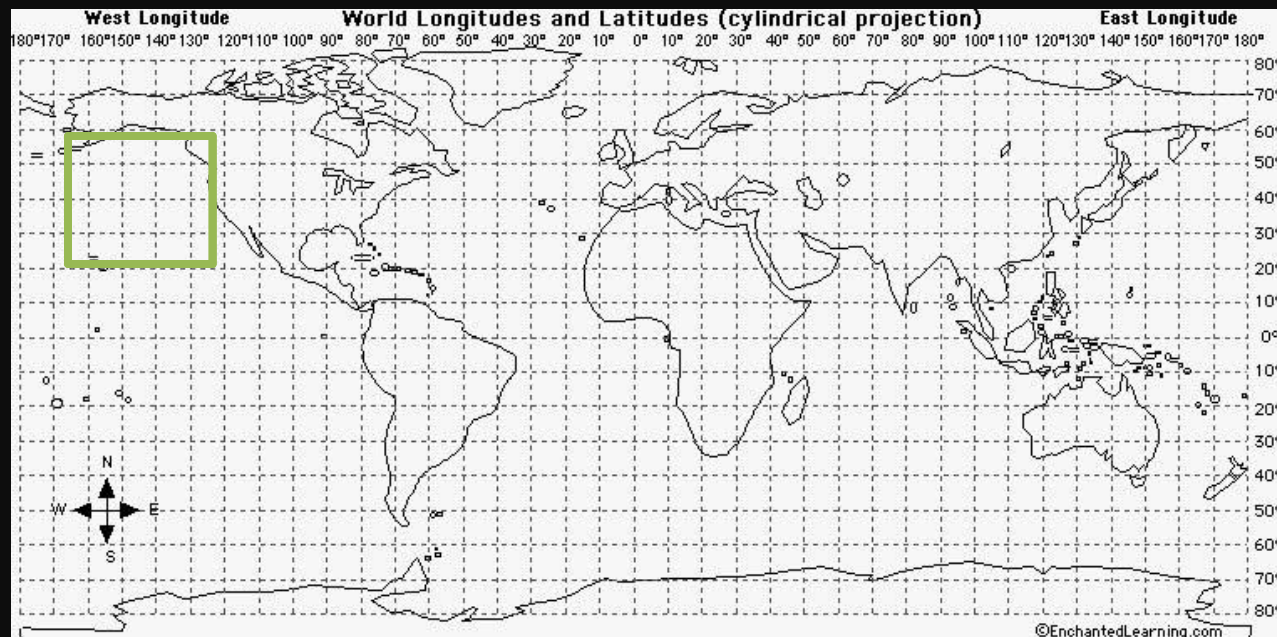 West Longitude World Longitudes and Latitudes (cylindrical projection) East Longitude
180°170° 160°150° 140° 130° 120°110° 100° 90° 80° 70° 60° 50° 40° 30° 20° 10° 0° 10° 20° 30° 40° 50° 60° 70° 80° 90° 100° 110° 120°130° 140° 150° 160°170° 180°
80°
70°
60°
50°
40°
30°
20°
10°
0°
10°
20°
30°
40°
50°
60°
70°
80°
N
W E
S
©EnchantedLearning.com